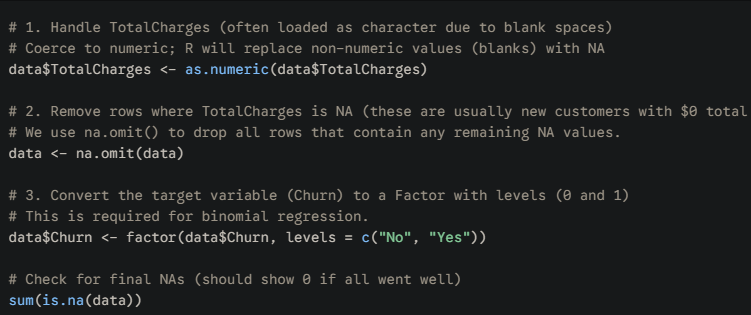 # 1. Handle TotalCharges (often loaded as character due to blank spaces)
# Coerce to numeric; R will replace non-numeric values (blanks) with NA
data$TotalCharges <- as.numeric(data$TotalCharges)
# 2. Remove rows where TotalCharges is NA (these are usually new customers with $0 total
# We use na.omit() to drop all rows that contain any remaining NA values.
data <- na.omit(data)
# 3. Convert the target variable (Churn) to a Factor with levels (0 and 1)
# This is required for binomial regression.
data$Churn <- factor(data$Churn, levels = c("No", "Yes"))
# Check for final NAs (should show 0 if all went well)
sum(is.na(data))